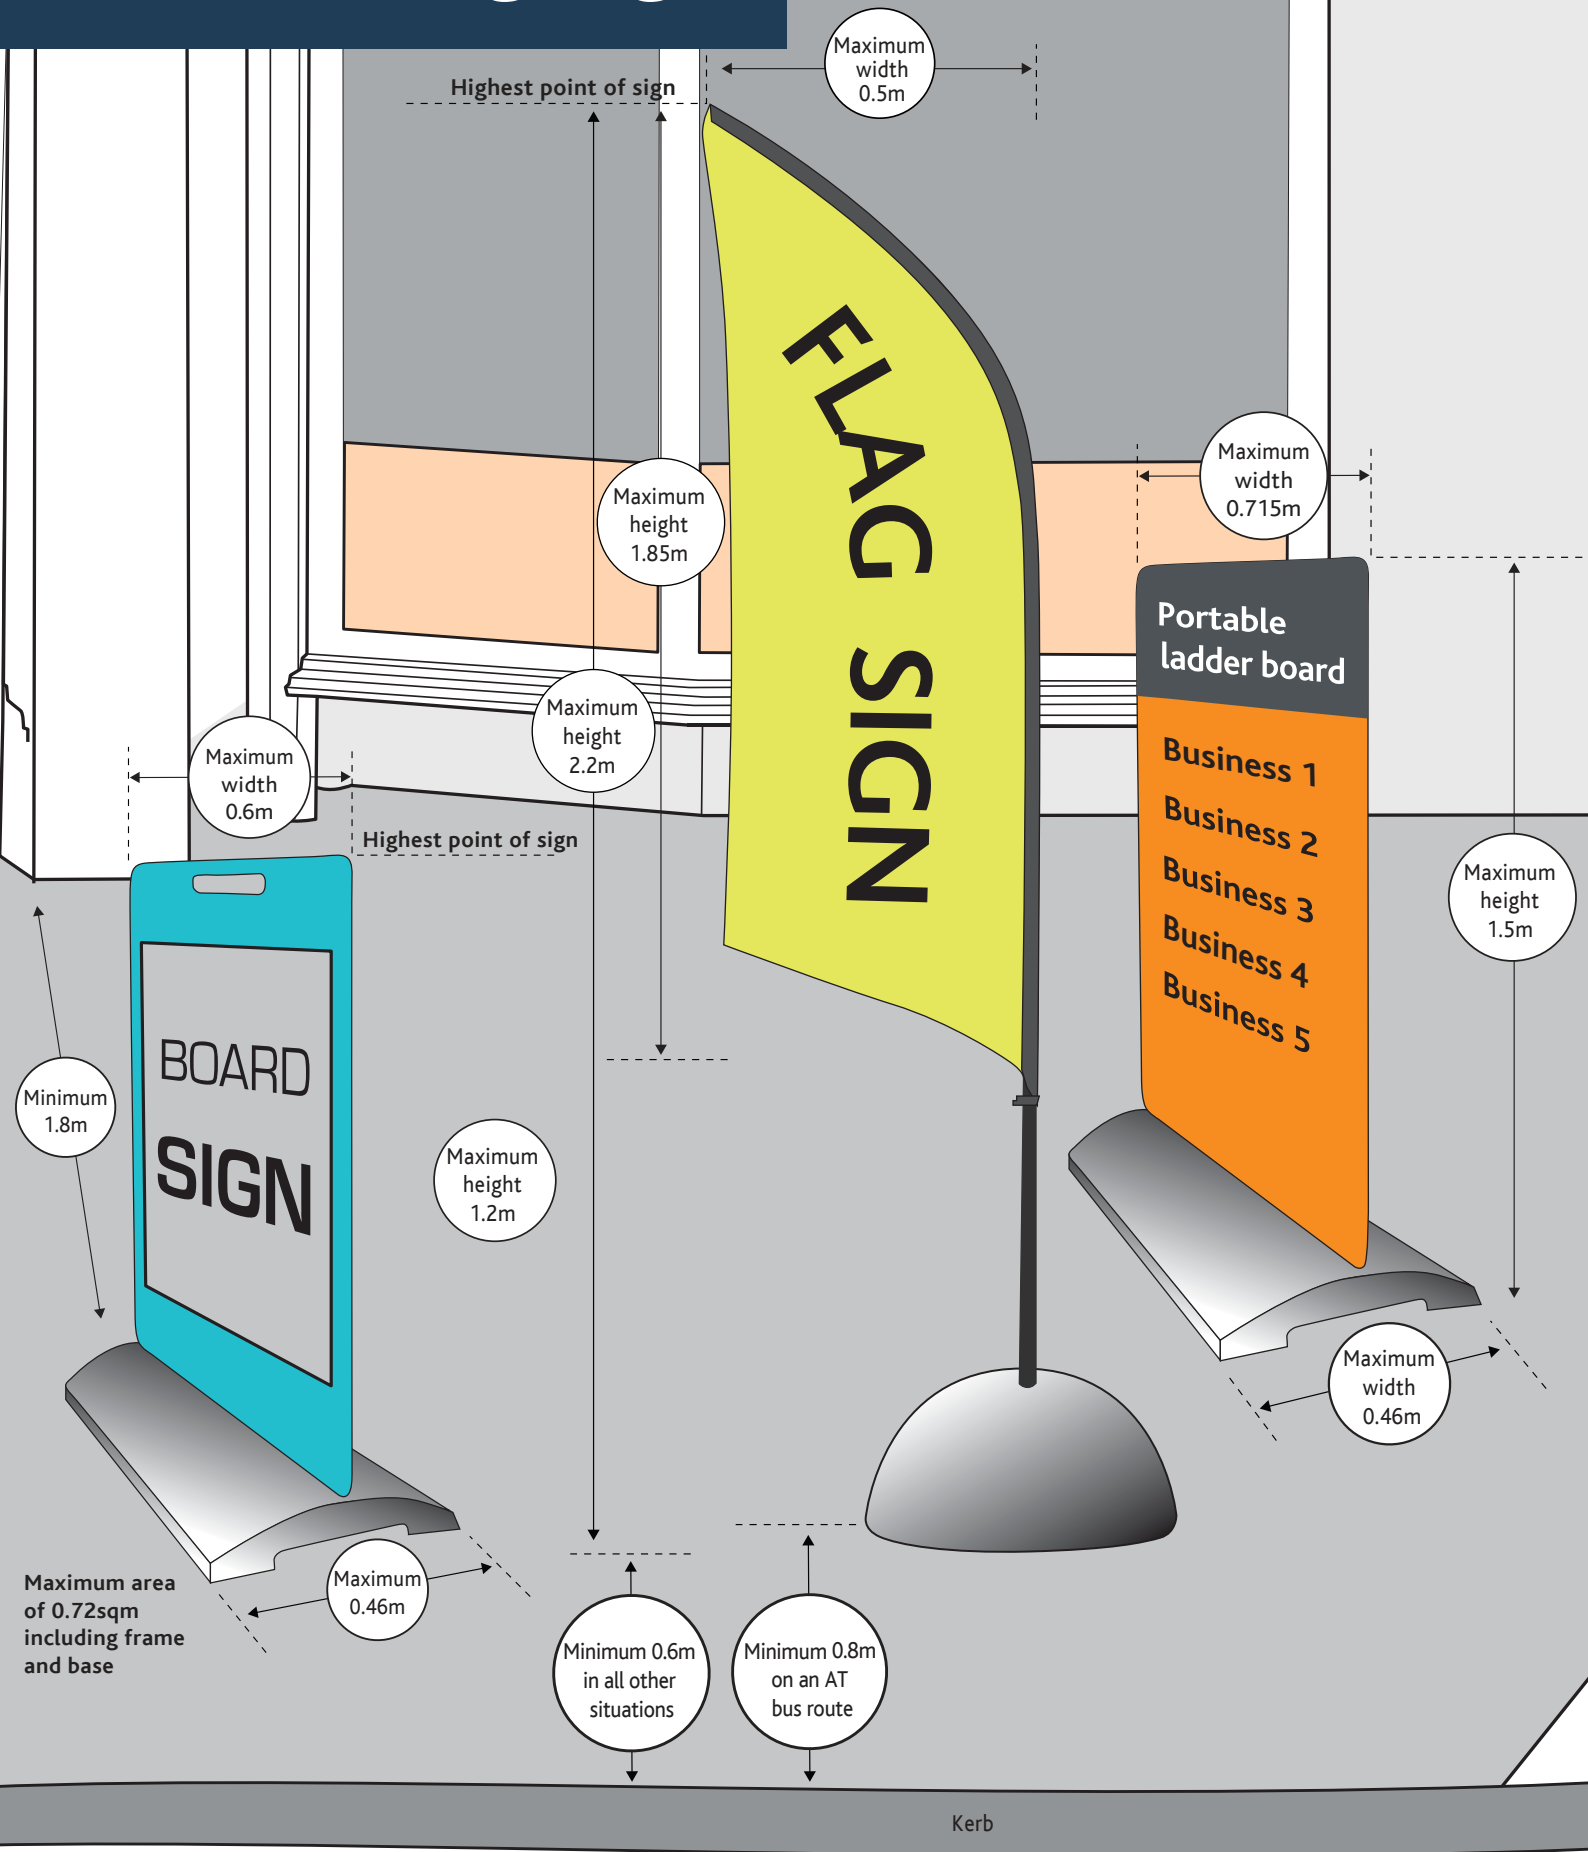 Maximum
width
0.5m
Highest point of sign
FLAG SIGN
Maximum
height
1.85m
Maximum
height
2.2m
Maximum
width
0.715m
Portable
ladder board
Business 1
Business 2
Business 3
Business 4
Business 5
Maximum
height
1.5m
Maximum
width
0.46m
Maximum
width
0.6m
Highest point of sign
BOARD
SIGN
Minimum
1.8m
Maximum
height
1.2m
Maximum
0.46m
Maximum area
of 0.72sqm
including frame
and base
Minimum 0.6m
in all other
situations
Minimum 0.8m
on an AT
bus route
Kerb